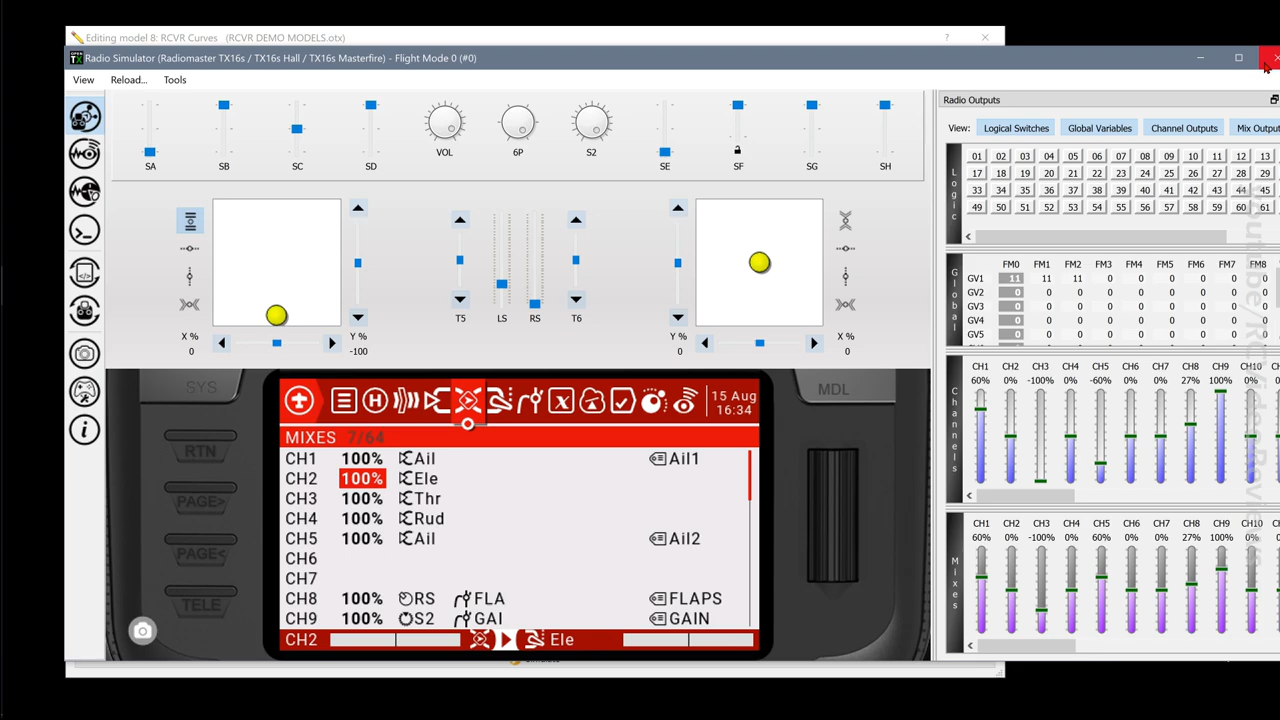 Editing model 8: RCVR Curves (RCVR DEMO MODELS.otx)
Radio Simulator (Radiomaster TX16s / TX16s Hall / TX16s Masterfire) - Flight Mode 0 (#0)
View Reload... Tools
SA SB SC SD VOL 6P S2 SE SF SG SH
T5 LS RS T6
X % 0 Y % -100 Y % 0 X % 0
SYS MDL
RTN
PAGE>
PAGE<
TELE
15 Aug
16:34
MIXES 7/64
CH1 100% Ail Ail1
CH2 100% Ele
CH3 100% Thr
CH4 100% Rud
CH5 100% Ail Ail2
CH6
CH7
CH8 100% RS FLA FLAPS
CH9 100% S2 GAI GAIN
CH2 Ele
Radio Outputs
View: Logical Switches Global Variables Channel Outputs Mix Output
Logic
01 02 03 04 05 06 07 08 09 10 11 12 13
17 18 19 20 21 22 23 24 25 26 27 28 29
33 34 35 36 37 38 39 40 41 42 43 44 45
49 50 51 52 53 54 55 56 57 58 59 60 61
Global
FM0 FM1 FM2 FM3 FM4 FM5 FM6 FM7 FM8
GV1 11 11 11 0 0 0 0 0 0
GV2 0 0 0 0 0 0 0 0 0
GV3 0 0 0 0 0 0 0 0 0
GV4 0 0 0 0 0 0 0 0 0
GV5 0 0 0 0 0 0 0 0 0
Channels
CH1 CH2 CH3 CH4 CH5 CH6 CH7 CH8 CH9 CH10
60% 0% -100% 0% -60% 0% 0% 27% 100% 0%
Mixes
CH1 CH2 CH3 CH4 CH5 CH6 CH7 CH8 CH9 CH10
60% 0% -100% 0% 60% 0% 0% 27% 100% 0%
Youtube/RCVideoReviews
Simulate